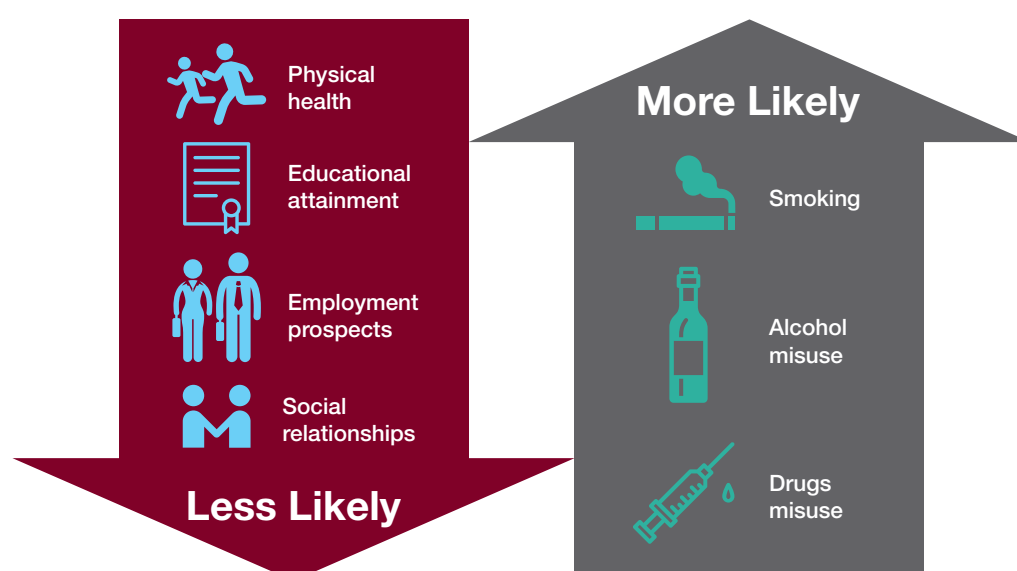 Physical
health
Educational
attainment
Employment
prospects
Social
relationships
Less Likely
More Likely
Smoking
Alcohol
misuse
Drugs
misuse